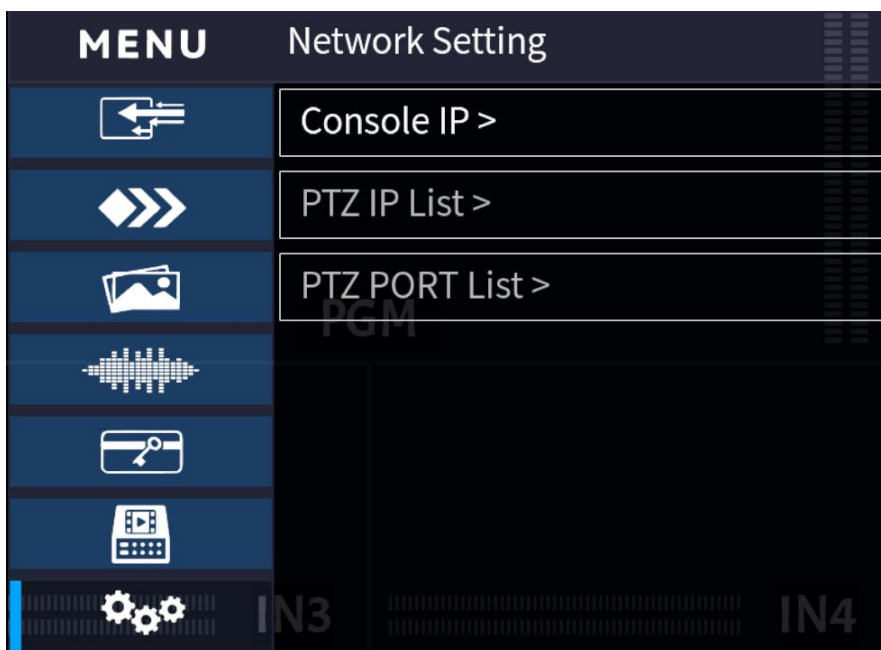 MENU
Network Setting
Console IP >
PTZ IP List >
PTZ PORT List >
PGM
IN3
IN4